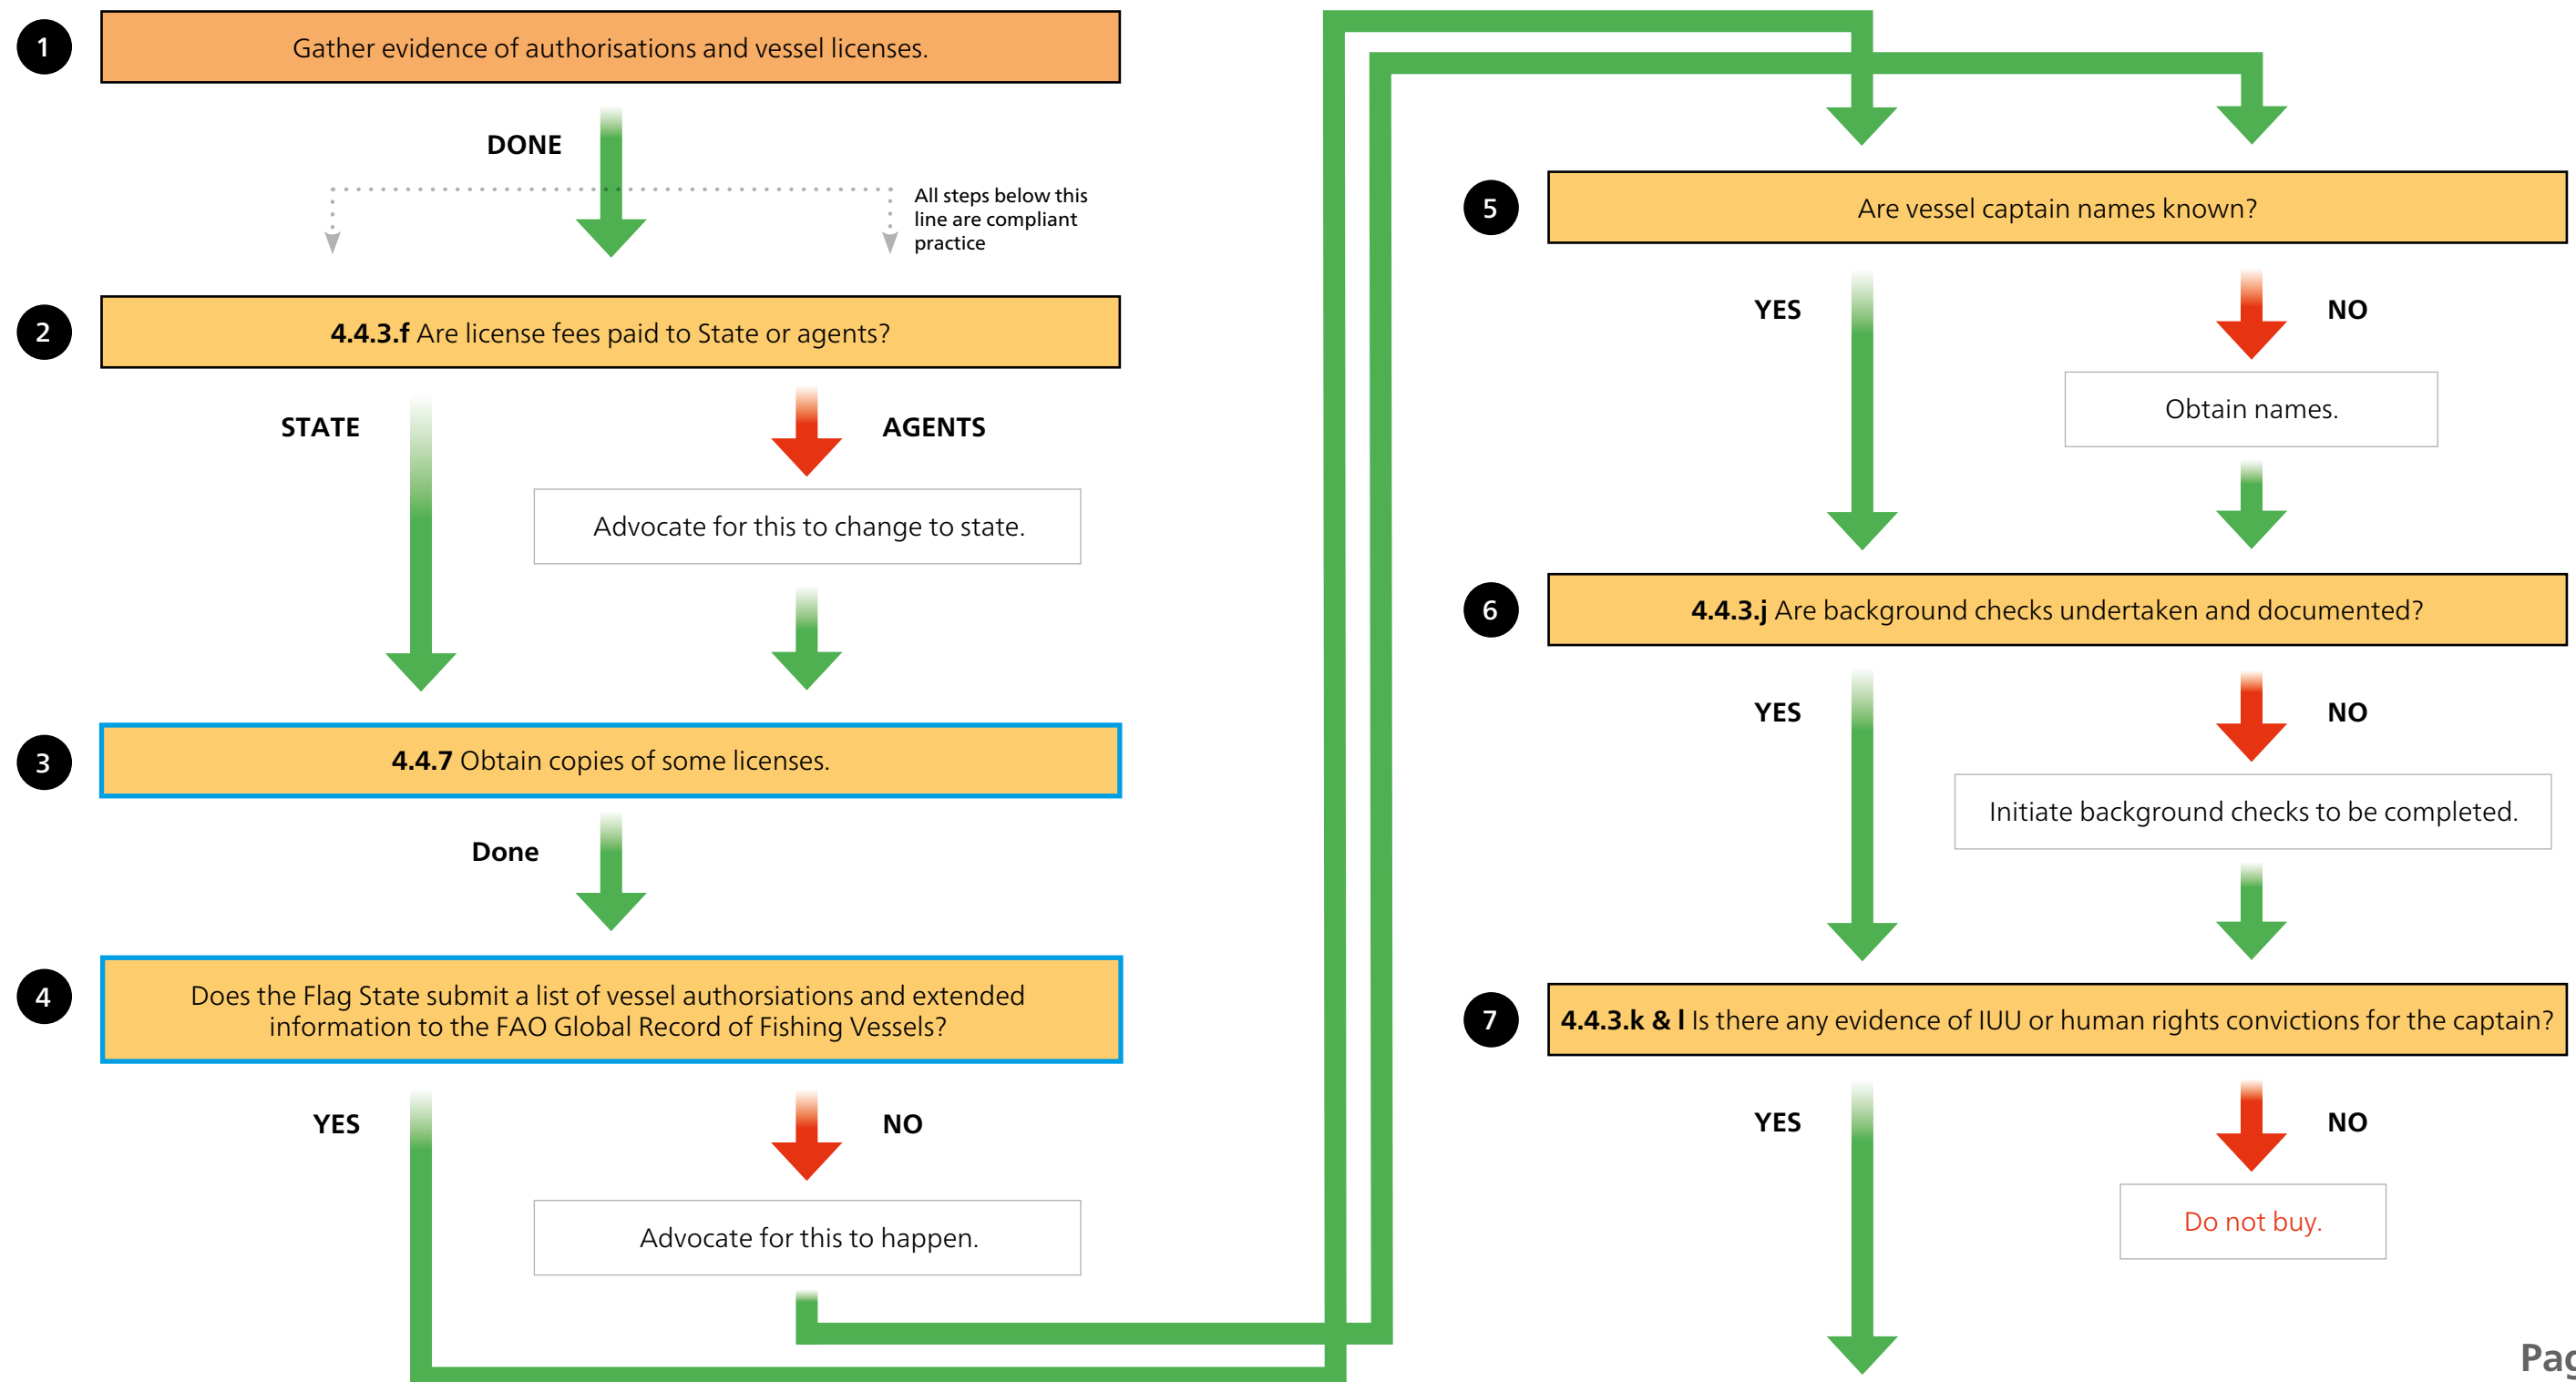 1
Gather evidence of authorisations and vessel licenses.
DONE
All steps below this
line are compliant
practice
2
4.4.3.f Are license fees paid to State or agents?
STATE
AGENTS
Advocate for this to change to state.
3
4.4.7 Obtain copies of some licenses.
Done
4
Does the Flag State submit a list of vessel authorsiations and extended
information to the FAO Global Record of Fishing Vessels?
YES
NO
Advocate for this to happen.
5
Are vessel captain names known?
YES
NO
Obtain names.
6
4.4.3.j Are background checks undertaken and documented?
YES
NO
Initiate background checks to be completed.
7
4.4.3.k & l Is there any evidence of IUU or human rights convictions for the captain?
YES
NO
Do not buy.